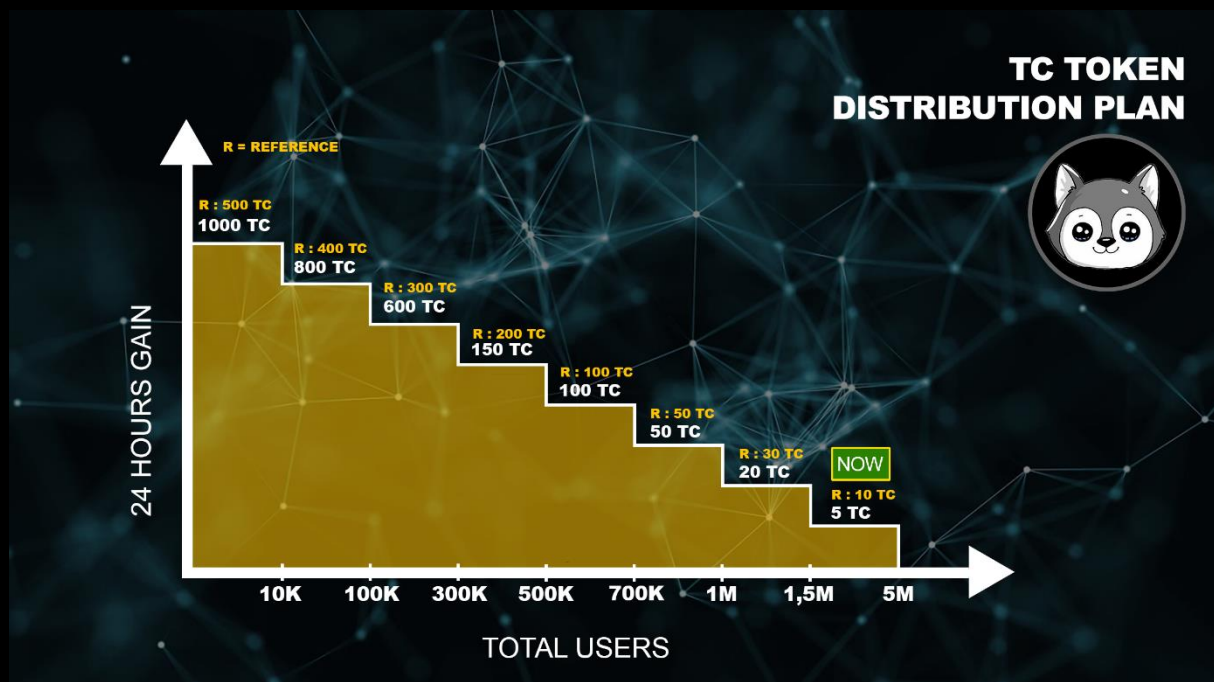 TC TOKEN
DISTRIBUTION PLAN
R = REFERENCE
R : 500 TC
1000 TC
R : 400 TC
800 TC
R : 300 TC
600 TC
R : 200 TC
150 TC
R : 100 TC
100 TC
R : 50 TC
50 TC
R : 30 TC
20 TC
NOW
R : 10 TC
5 TC
24 HOURS GAIN
10K 100K 300K 500K 700K 1M 1,5M 5M
TOTAL USERS